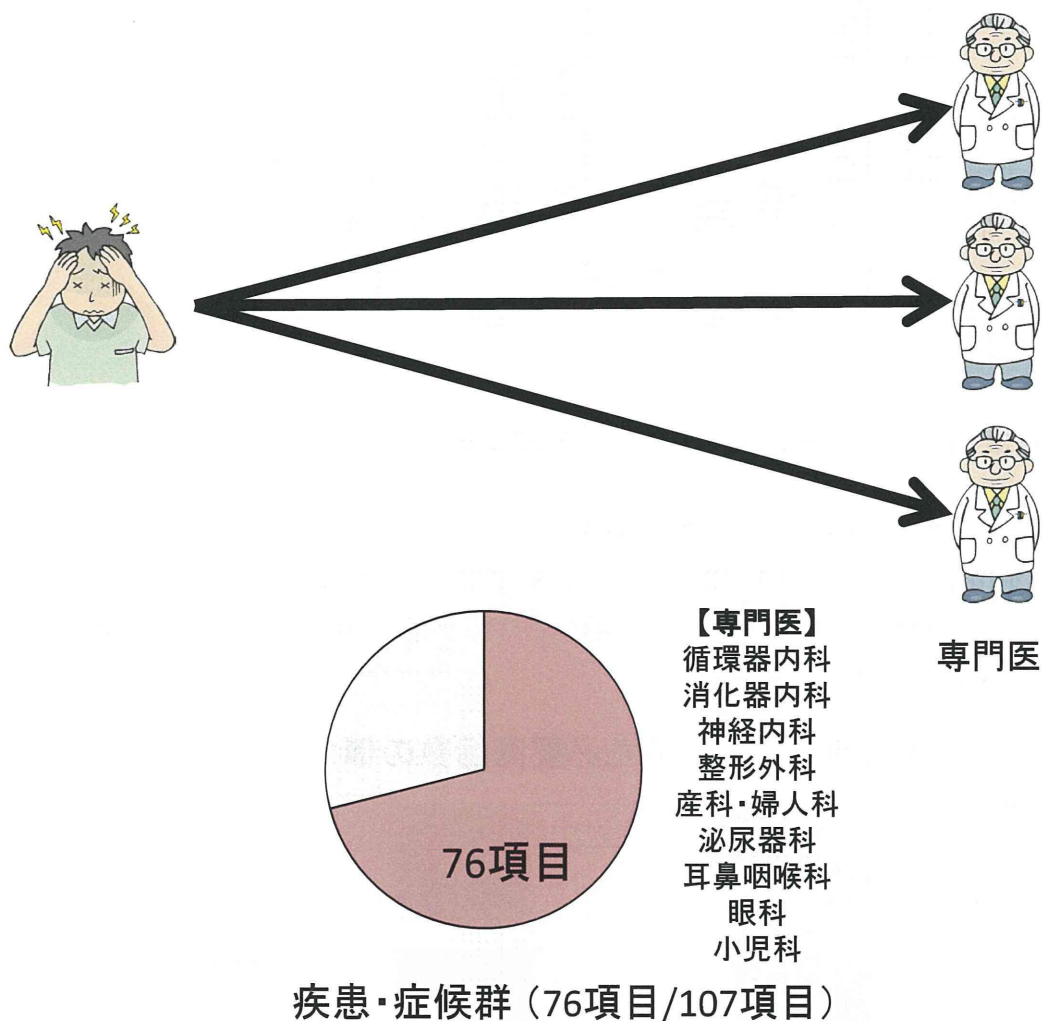 【専門医】
循環器内科
消化器内科
神経内科
整形外科
産科・婦人科
泌尿器科
耳鼻咽喉科
眼科
小児科
専門医
76項目
疾患・症候群（76項目/107項目）